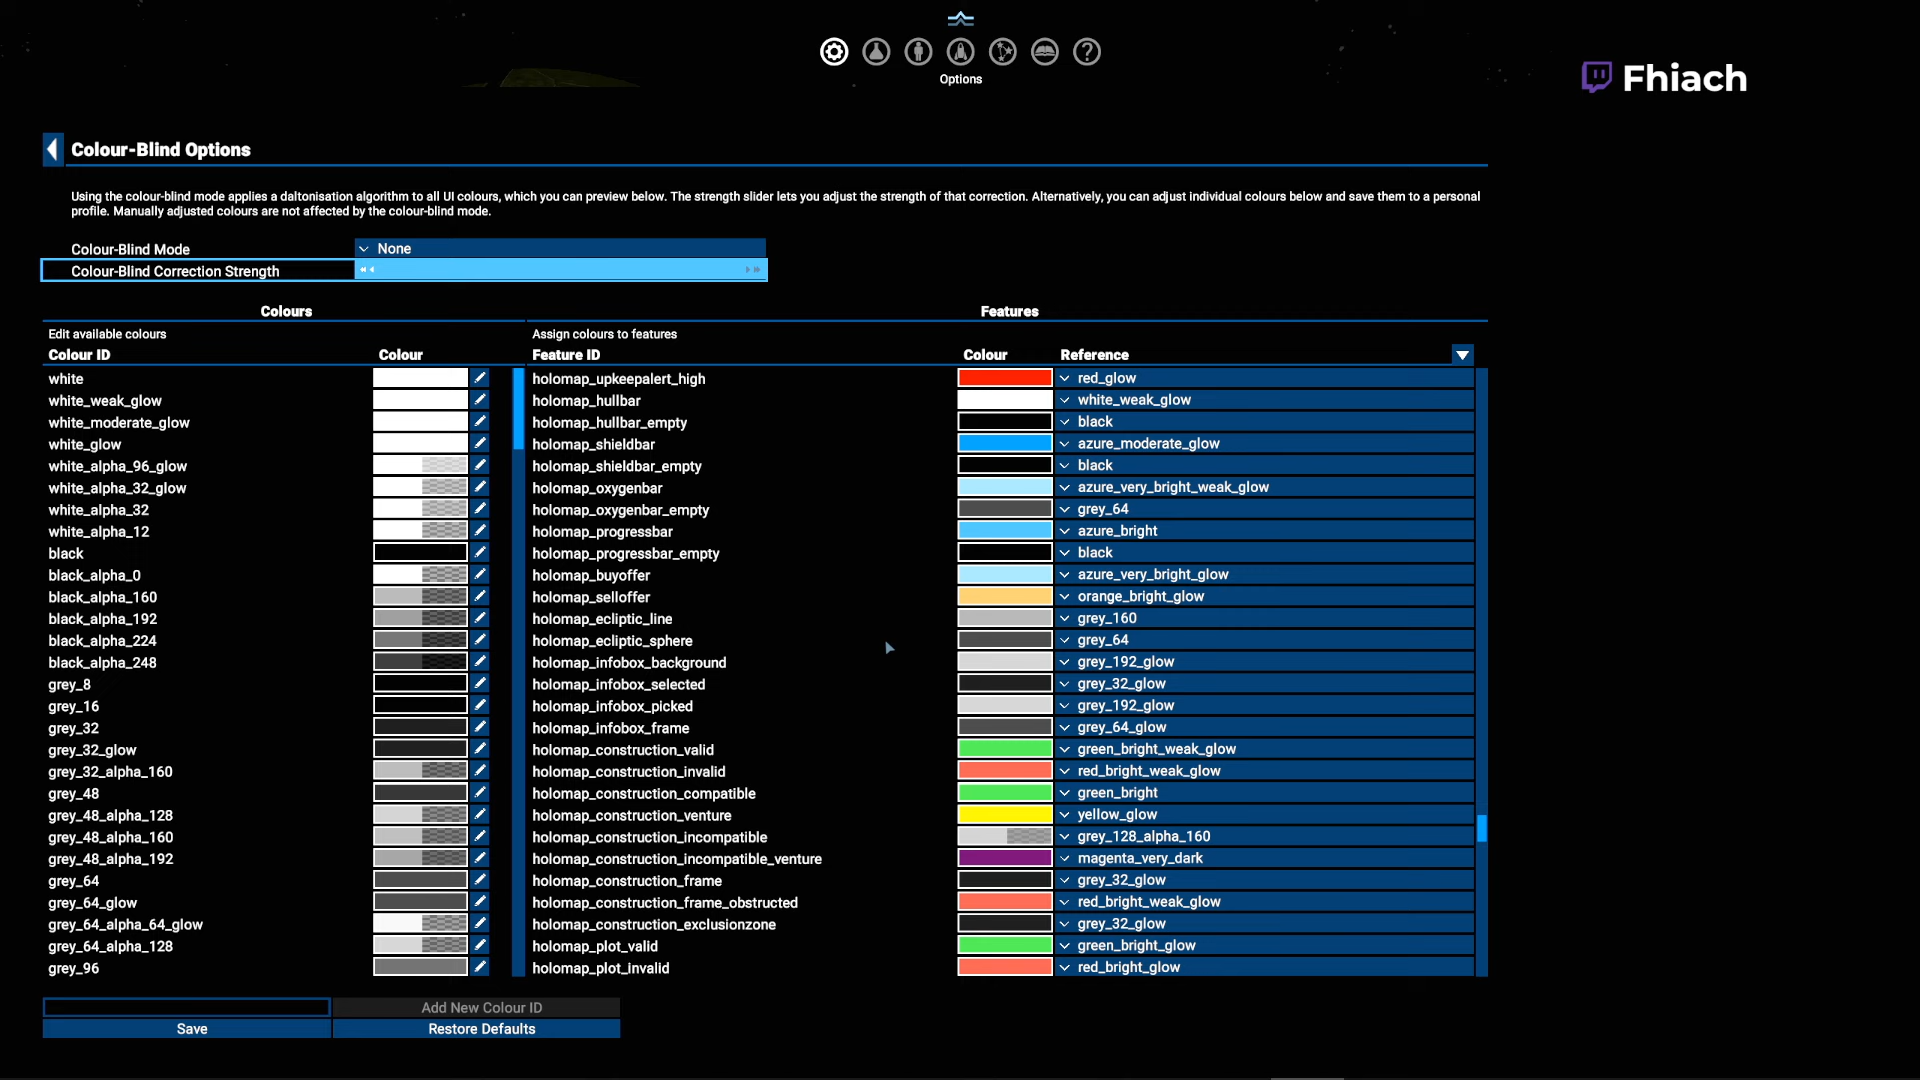 Options
Fhiach
Colour-Blind Options
Using the colour-blind mode applies a daltonisation algorithm to all UI colours, which you can preview below. The strength slider lets you adjust the strength of that correction. Alternatively, you can adjust individual colours below and save them to a personal
profile. Manually adjusted colours are not affected by the colour-blind mode.
Colour-Blind Mode None
Colour-Blind Correction Strength
Colours Features
Edit available colours Assign colours to features
Colour ID Colour Feature ID Colour Reference
white holomap_upkeepalert_high red_glow
white_weak_glow holomap_hullbar white_weak_glow
white_moderate_glow holomap_hullbar_empty black
white_glow holomap_shieldbar azure_moderate_glow
white_alpha_96_glow holomap_shieldbar_empty black
white_alpha_32_glow holomap_oxygenbar azure_very_bright_weak_glow
white_alpha_32 holomap_oxygenbar_empty grey_64
white_alpha_12 holomap_progressbar azure_bright
black holomap_progressbar_empty black
black_alpha_0 holomap_buyoffer azure_very_bright_glow
black_alpha_160 holomap_selloffer orange_bright_glow
black_alpha_192 holomap_ecliptic_line grey_160
black_alpha_224 holomap_ecliptic_sphere grey_64
black_alpha_248 holomap_infobox_background grey_192_glow
grey_8 holomap_infobox_selected grey_32_glow
grey_16 holomap_infobox_picked grey_192_glow
grey_32 holomap_infobox_frame grey_64_glow
grey_32_glow holomap_construction_valid green_bright_weak_glow
grey_32_alpha_160 holomap_construction_invalid red_bright_weak_glow
grey_48 holomap_construction_compatible green_bright
grey_48_alpha_128 holomap_construction_venture yellow_glow
grey_48_alpha_160 holomap_construction_incompatible grey_128_alpha_160
grey_48_alpha_192 holomap_construction_incompatible_venture magenta_very_dark
grey_64 holomap_construction_frame grey_32_glow
grey_64_glow holomap_construction_frame_obstructed red_bright_weak_glow
grey_64_alpha_64_glow holomap_construction_exclusionzone grey_32_glow
grey_64_alpha_128 holomap_plot_valid green_bright_glow
grey_96 holomap_plot_invalid red_bright_glow
Add New Colour ID
Save Restore Defaults